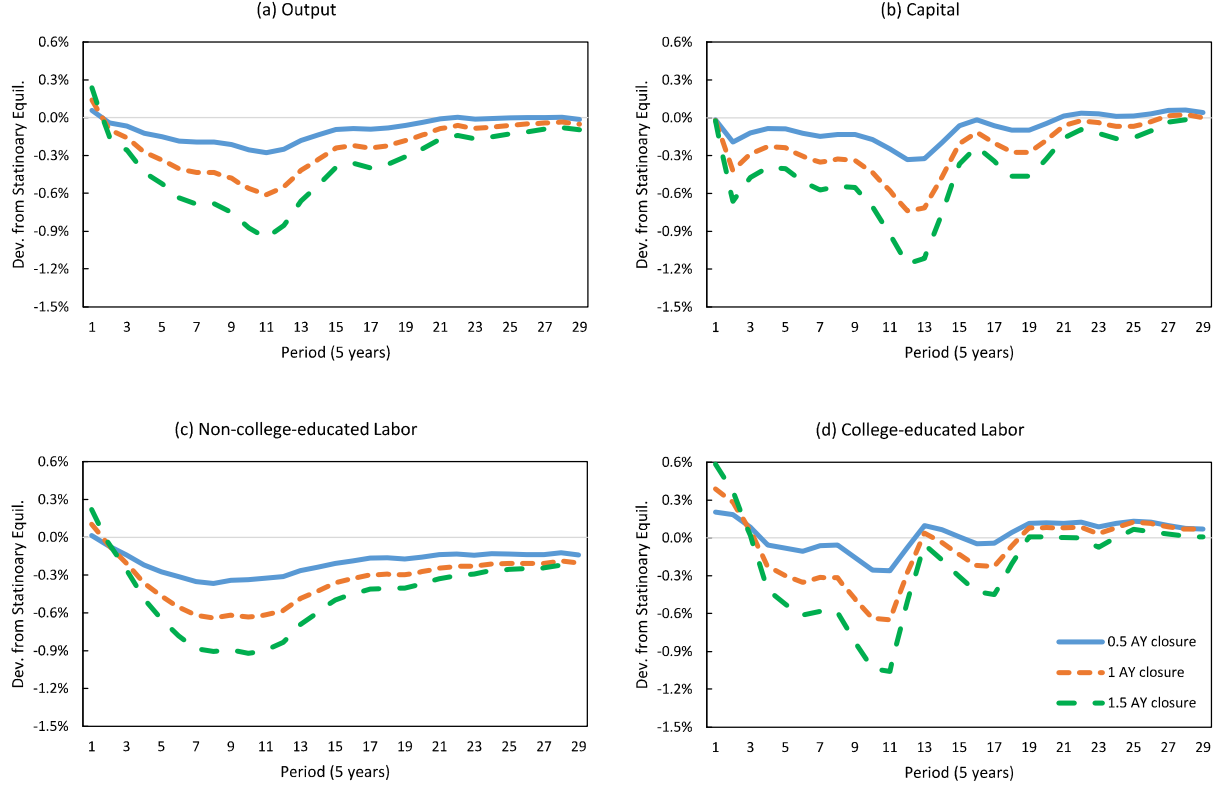 (a) Output
Dev. from Statinoary Equil.
0.6%
0.3%
0.0%
-0.3%
-0.6%
-0.9%
-1.2%
-1.5%
1 3 5 7 9 11 13 15 17 19 21 23 25 27 29
Period (5 years)
(b) Capital
Dev. from Statinoary Equil.
0.6%
0.3%
0.0%
-0.3%
-0.6%
-0.9%
-1.2%
-1.5%
1 3 5 7 9 11 13 15 17 19 21 23 25 27 29
Period (5 years)
(c) Non-college-educated Labor
Dev. from Statinoary Equil.
0.6%
0.3%
0.0%
-0.3%
-0.6%
-0.9%
-1.2%
-1.5%
1 3 5 7 9 11 13 15 17 19 21 23 25 27 29
Period (5 years)
(d) College-educated Labor
Dev. from Statinoary Equil.
0.6%
0.3%
0.0%
-0.3%
-0.6%
-0.9%
-1.2%
-1.5%
0.5 AY closure
1 AY closure
1.5 AY closure
1 3 5 7 9 11 13 15 17 19 21 23 25 27 29
Period (5 years)